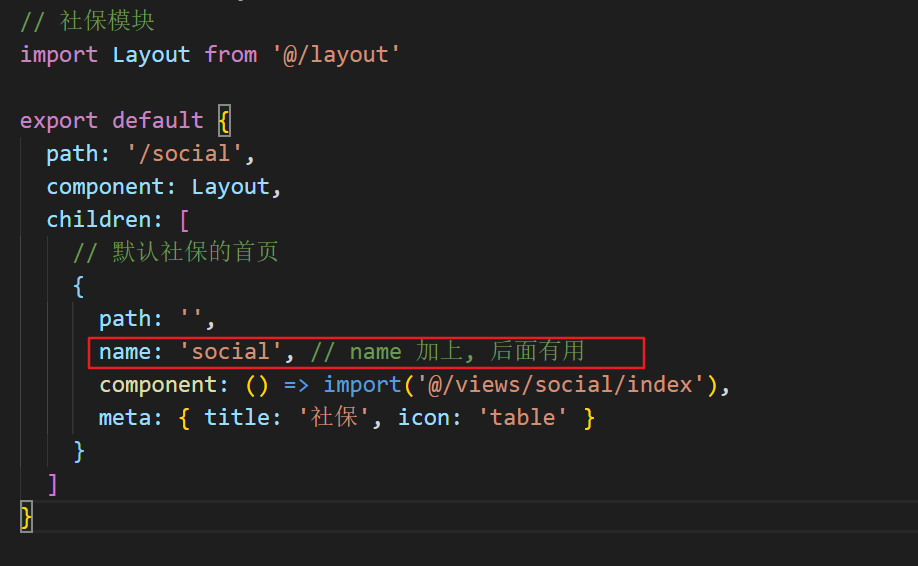 // 社保模块
import Layout from '@/layout'
export default {
path: '/social',
component: Layout,
children: [
// 默认社保的首页
{
path: '',
name: 'social', // name 加上, 后面有用
component: () => import('@/views/social/index'),
meta: { title: '社保', icon: 'table' }
}
]
}